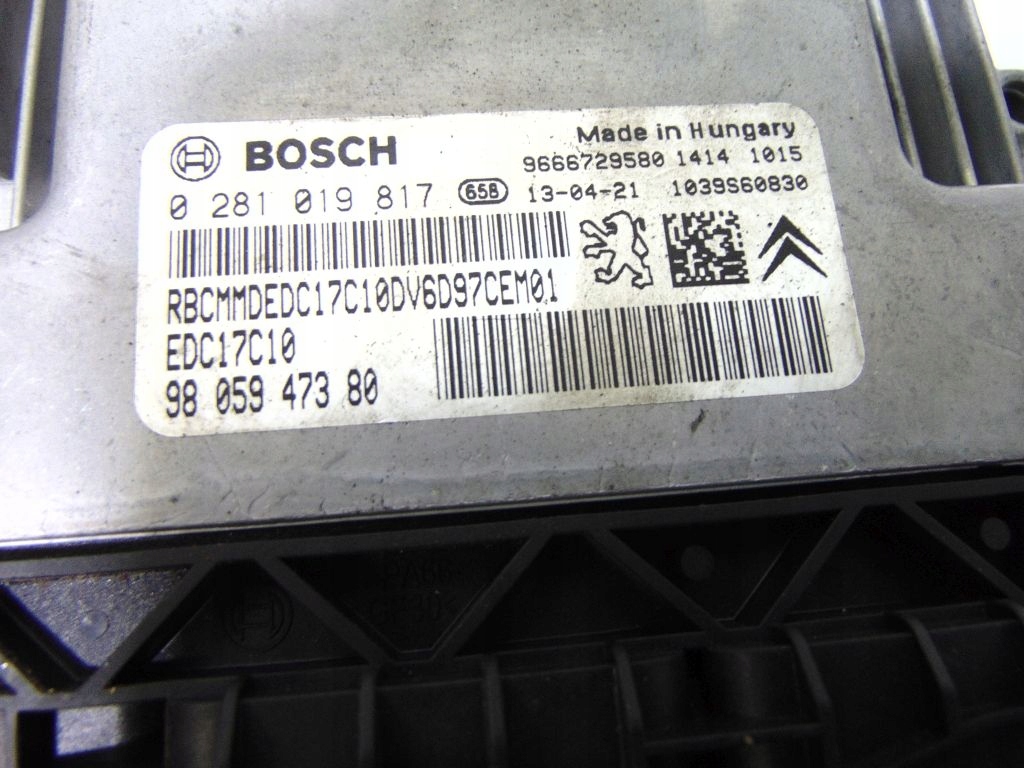 BOSCH
Made in Hungary
9666729580 1414 1015
0 281 019 817 658 13-04-21 1039S60830
RBCMMDEDC17C10DV6D97CEM01
EDC17C10
98 059 473 80